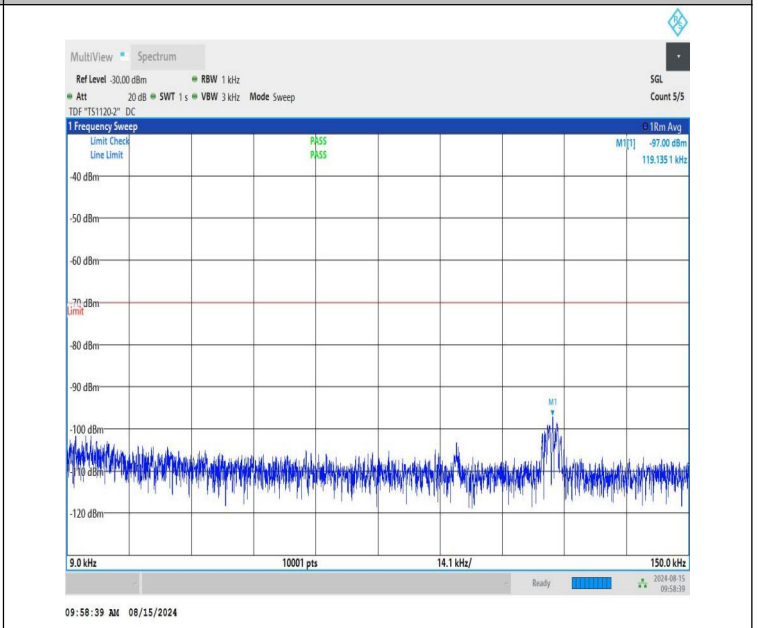 R S
MultiView Spectrum
Ref Level -30.00 dBm RBW 1 kHz SGL
Att 20 dB SWT 1 s VBW 3 kHz Mode Sweep Count 5/5
TDF "TS1120-2" DC
1 Frequency Sweep 1Rm Avg
Limit Check PASS M1[1] -97.00 dBm
Line Limit PASS 119.135 1 kHz
-40 dBm
-50 dBm
-60 dBm
-70 dBm
Limit
-80 dBm
-90 dBm
M1
-100 dBm
-110 dBm
-120 dBm
9.0 kHz 10001 pts 14.1 kHz/ 150.0 kHz
Ready 2024-08-15
09:58:39
09:58:39 AM 08/15/2024